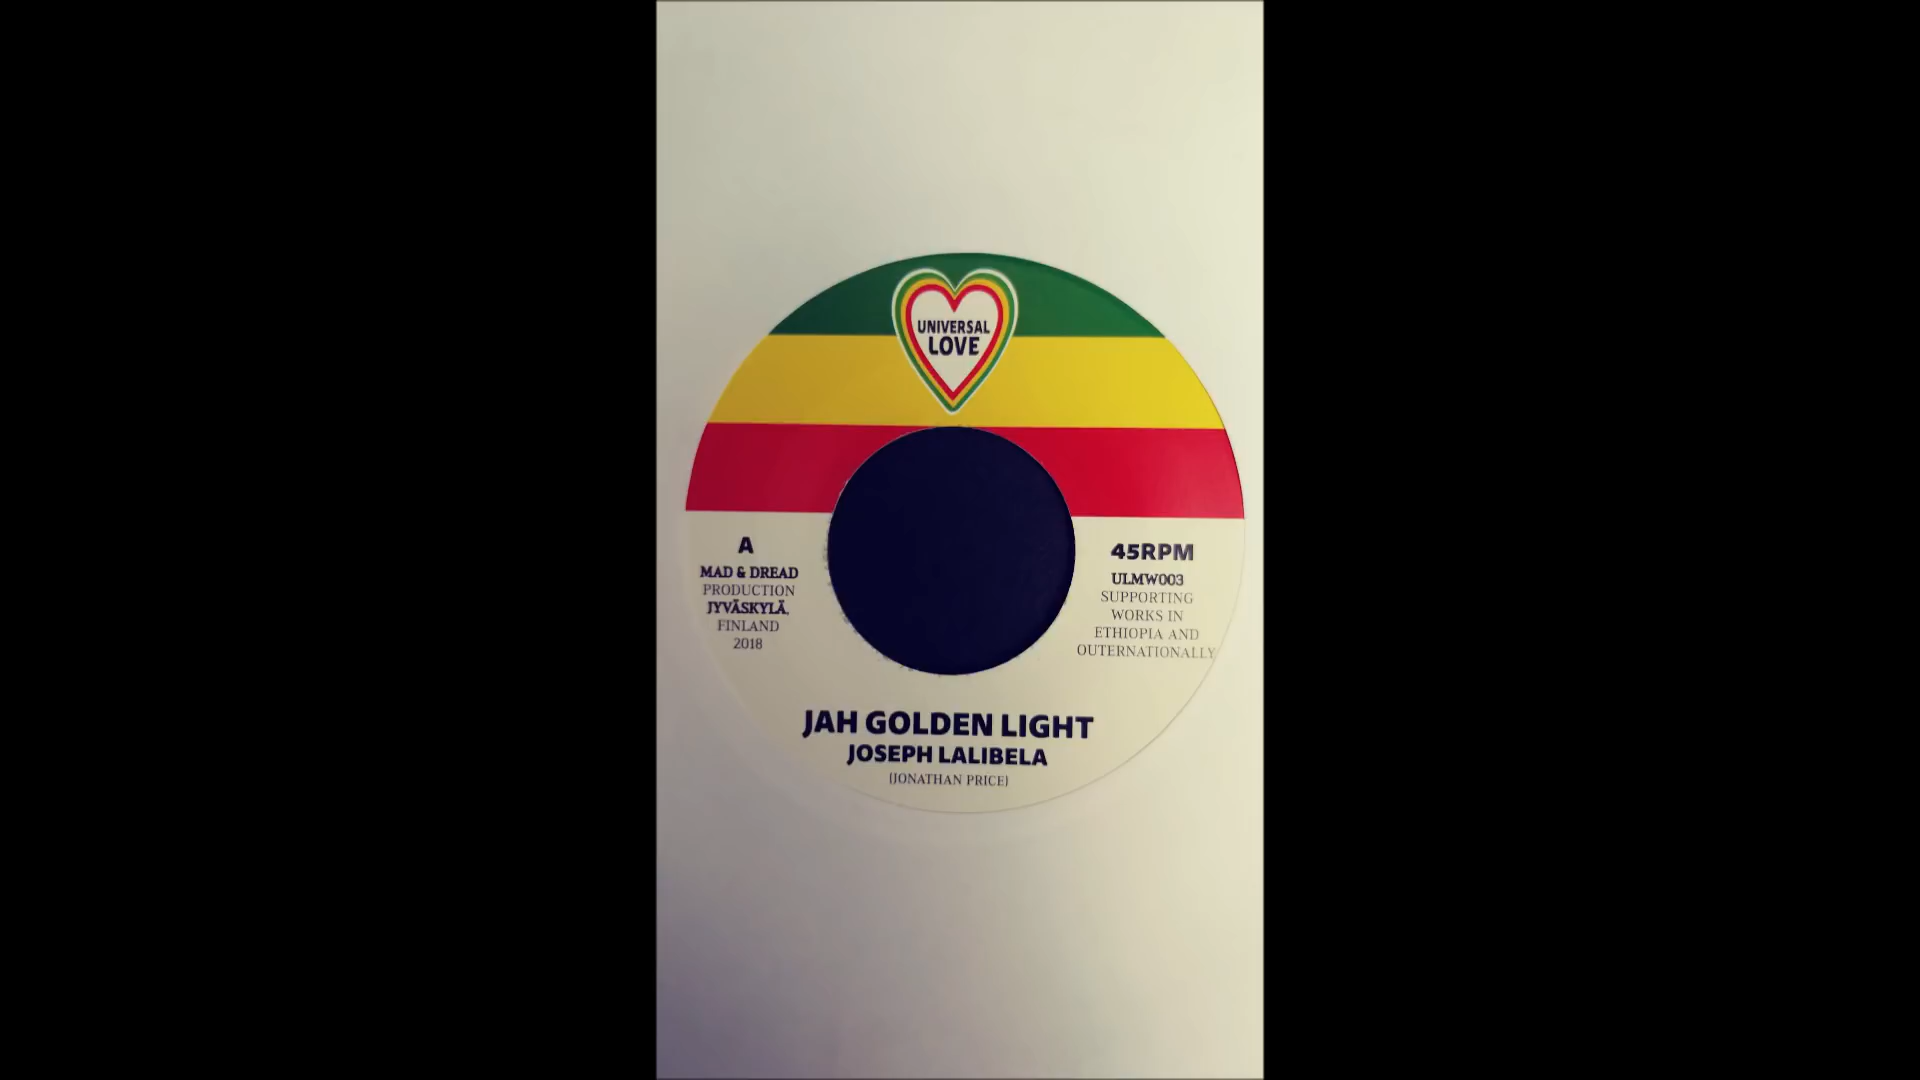 UNIVERSAL
LOVE
A
MAD & DREAD
PRODUCTION
JYVÄSKYLÄ,
FINLAND
2018
45RPM
ULMW003
SUPPORTING
WORKS IN
ETHIOPIA AND
OUTERNATIONALLY
JAH GOLDEN LIGHT
JOSEPH LALIBELA
(JONATHAN PRICE)